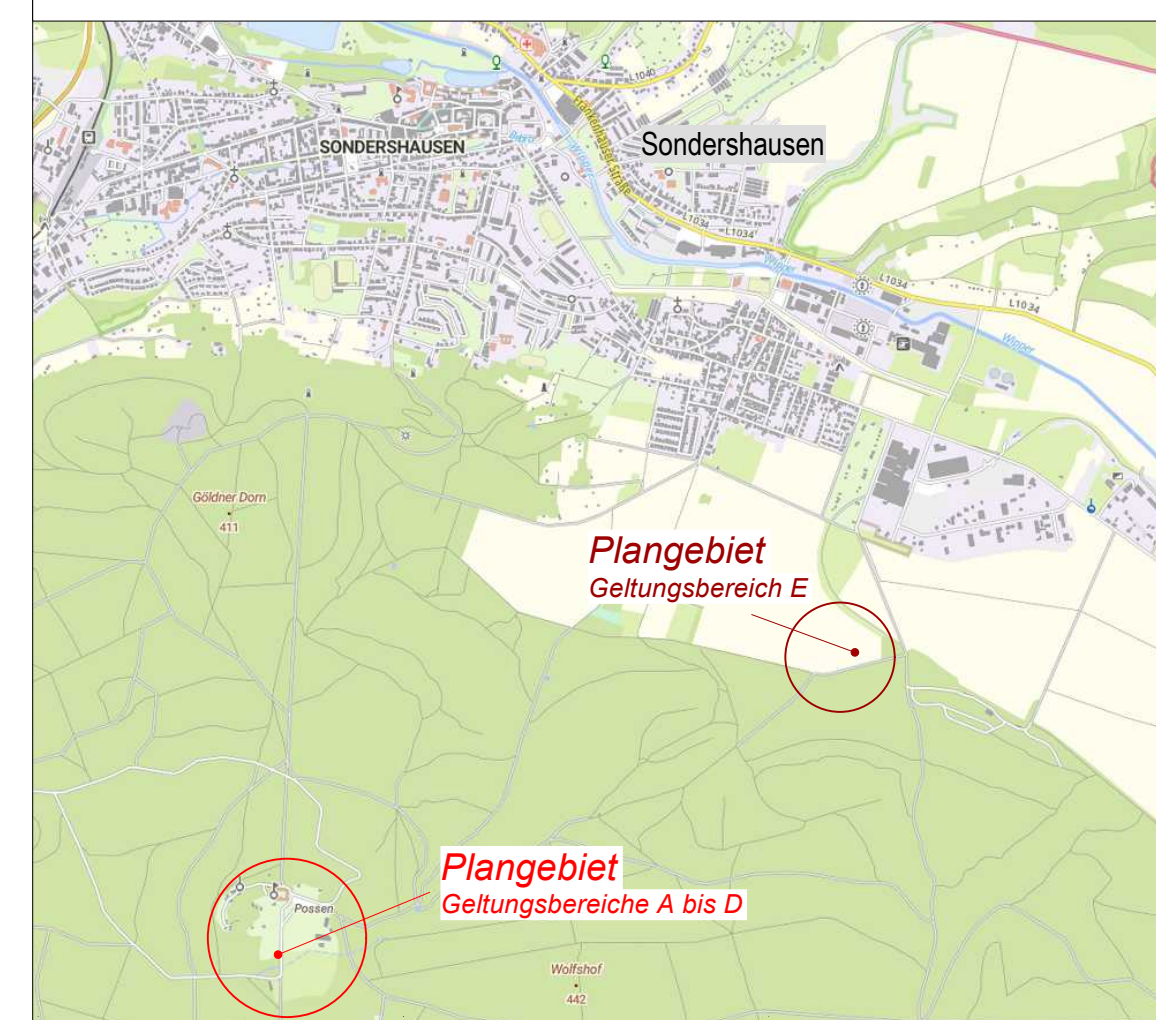 L1040
Frankenhäuser Straße
SONDERSHAUSEN
Sondershausen
Wipper
L1034
L1034
Wipper
L1034
L1034
Wipper
Göldner Dorn
411
Plangebiet
Geltungsbereich E
Plangebiet
Geltungsbereiche A bis D
Possen
Wolfshof
442